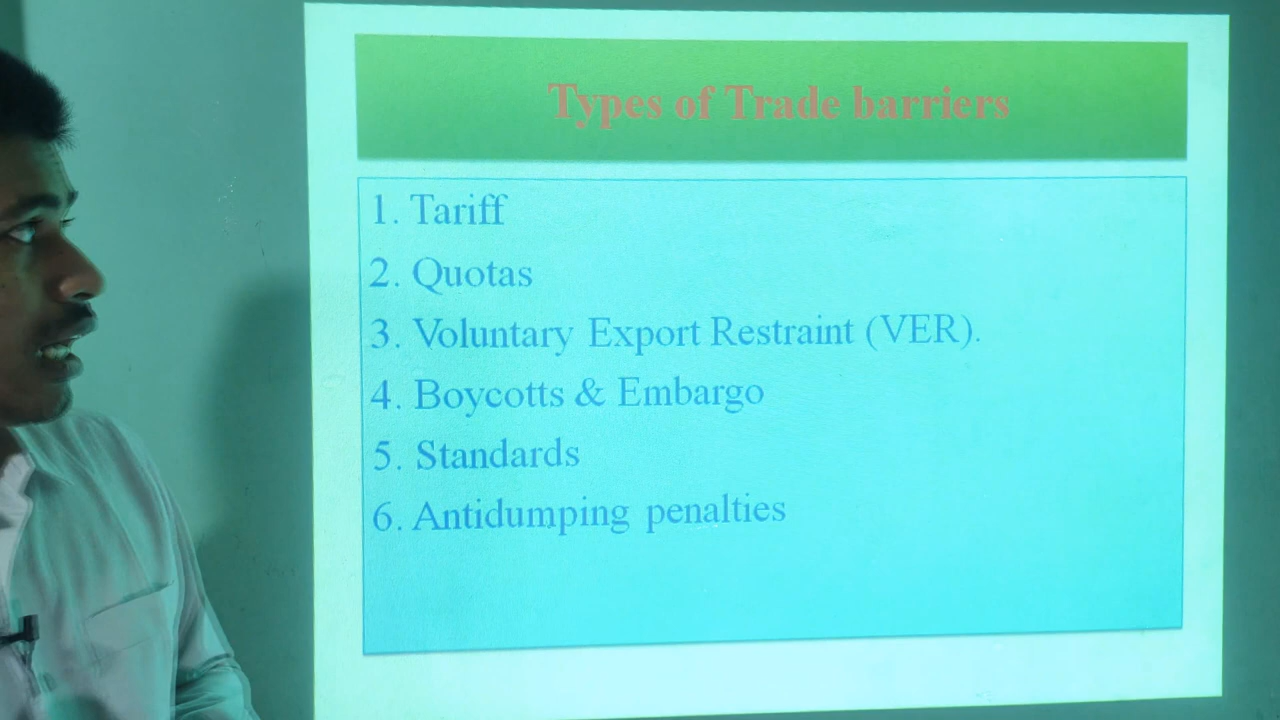 Types of Trade barriers
1. Tariff
2. Quotas
3. Voluntary Export Restraint (VER).
4. Boycotts & Embargo
5. Standards
6. Antidumping penalties